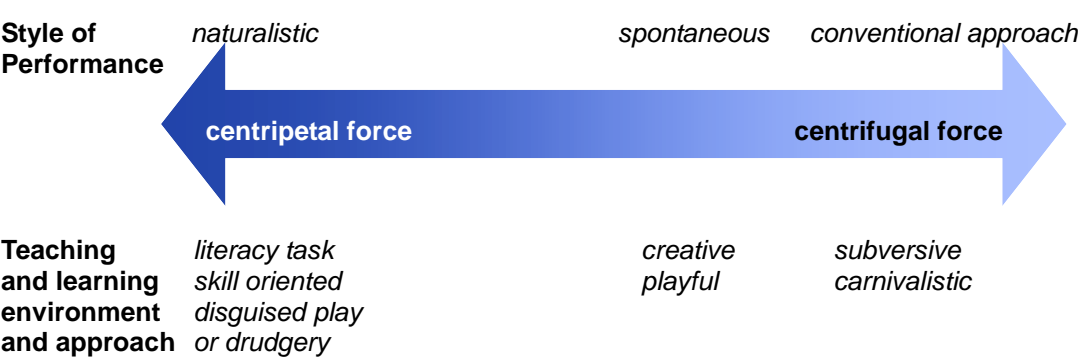 Style of naturalistic spontaneous conventional approach
Performance
centripetal force centrifugal force
Teaching literacy task creative subversive
and learning skill oriented playful carnivalistic
environment disguised play
and approach or drudgery